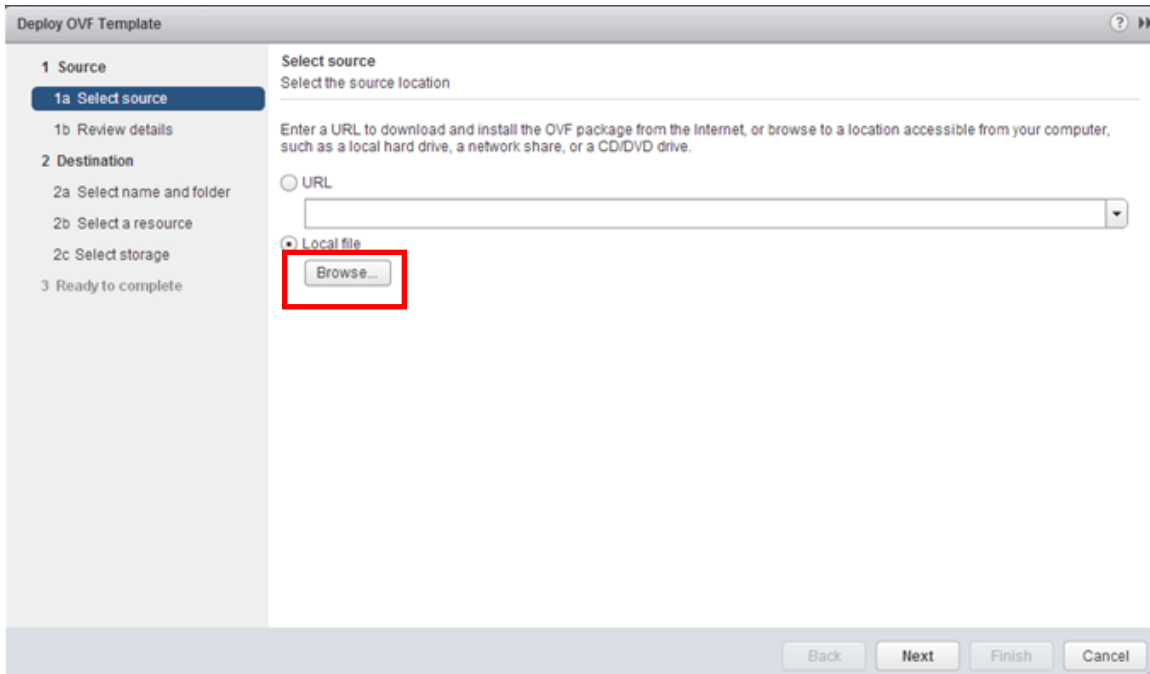 Deploy OVF Template
?
1 Source
1a Select source
1b Review details
2 Destination
2a Select name and folder
2b Select a resource
2c Select storage
3 Ready to complete
Select source
Select the source location
Enter a URL to download and install the OVF package from the Internet, or browse to a location accessible from your computer,
such as a local hard drive, a network share, or a CD/DVD drive.
URL
Local file
Browse...
Back
Next
Finish
Cancel